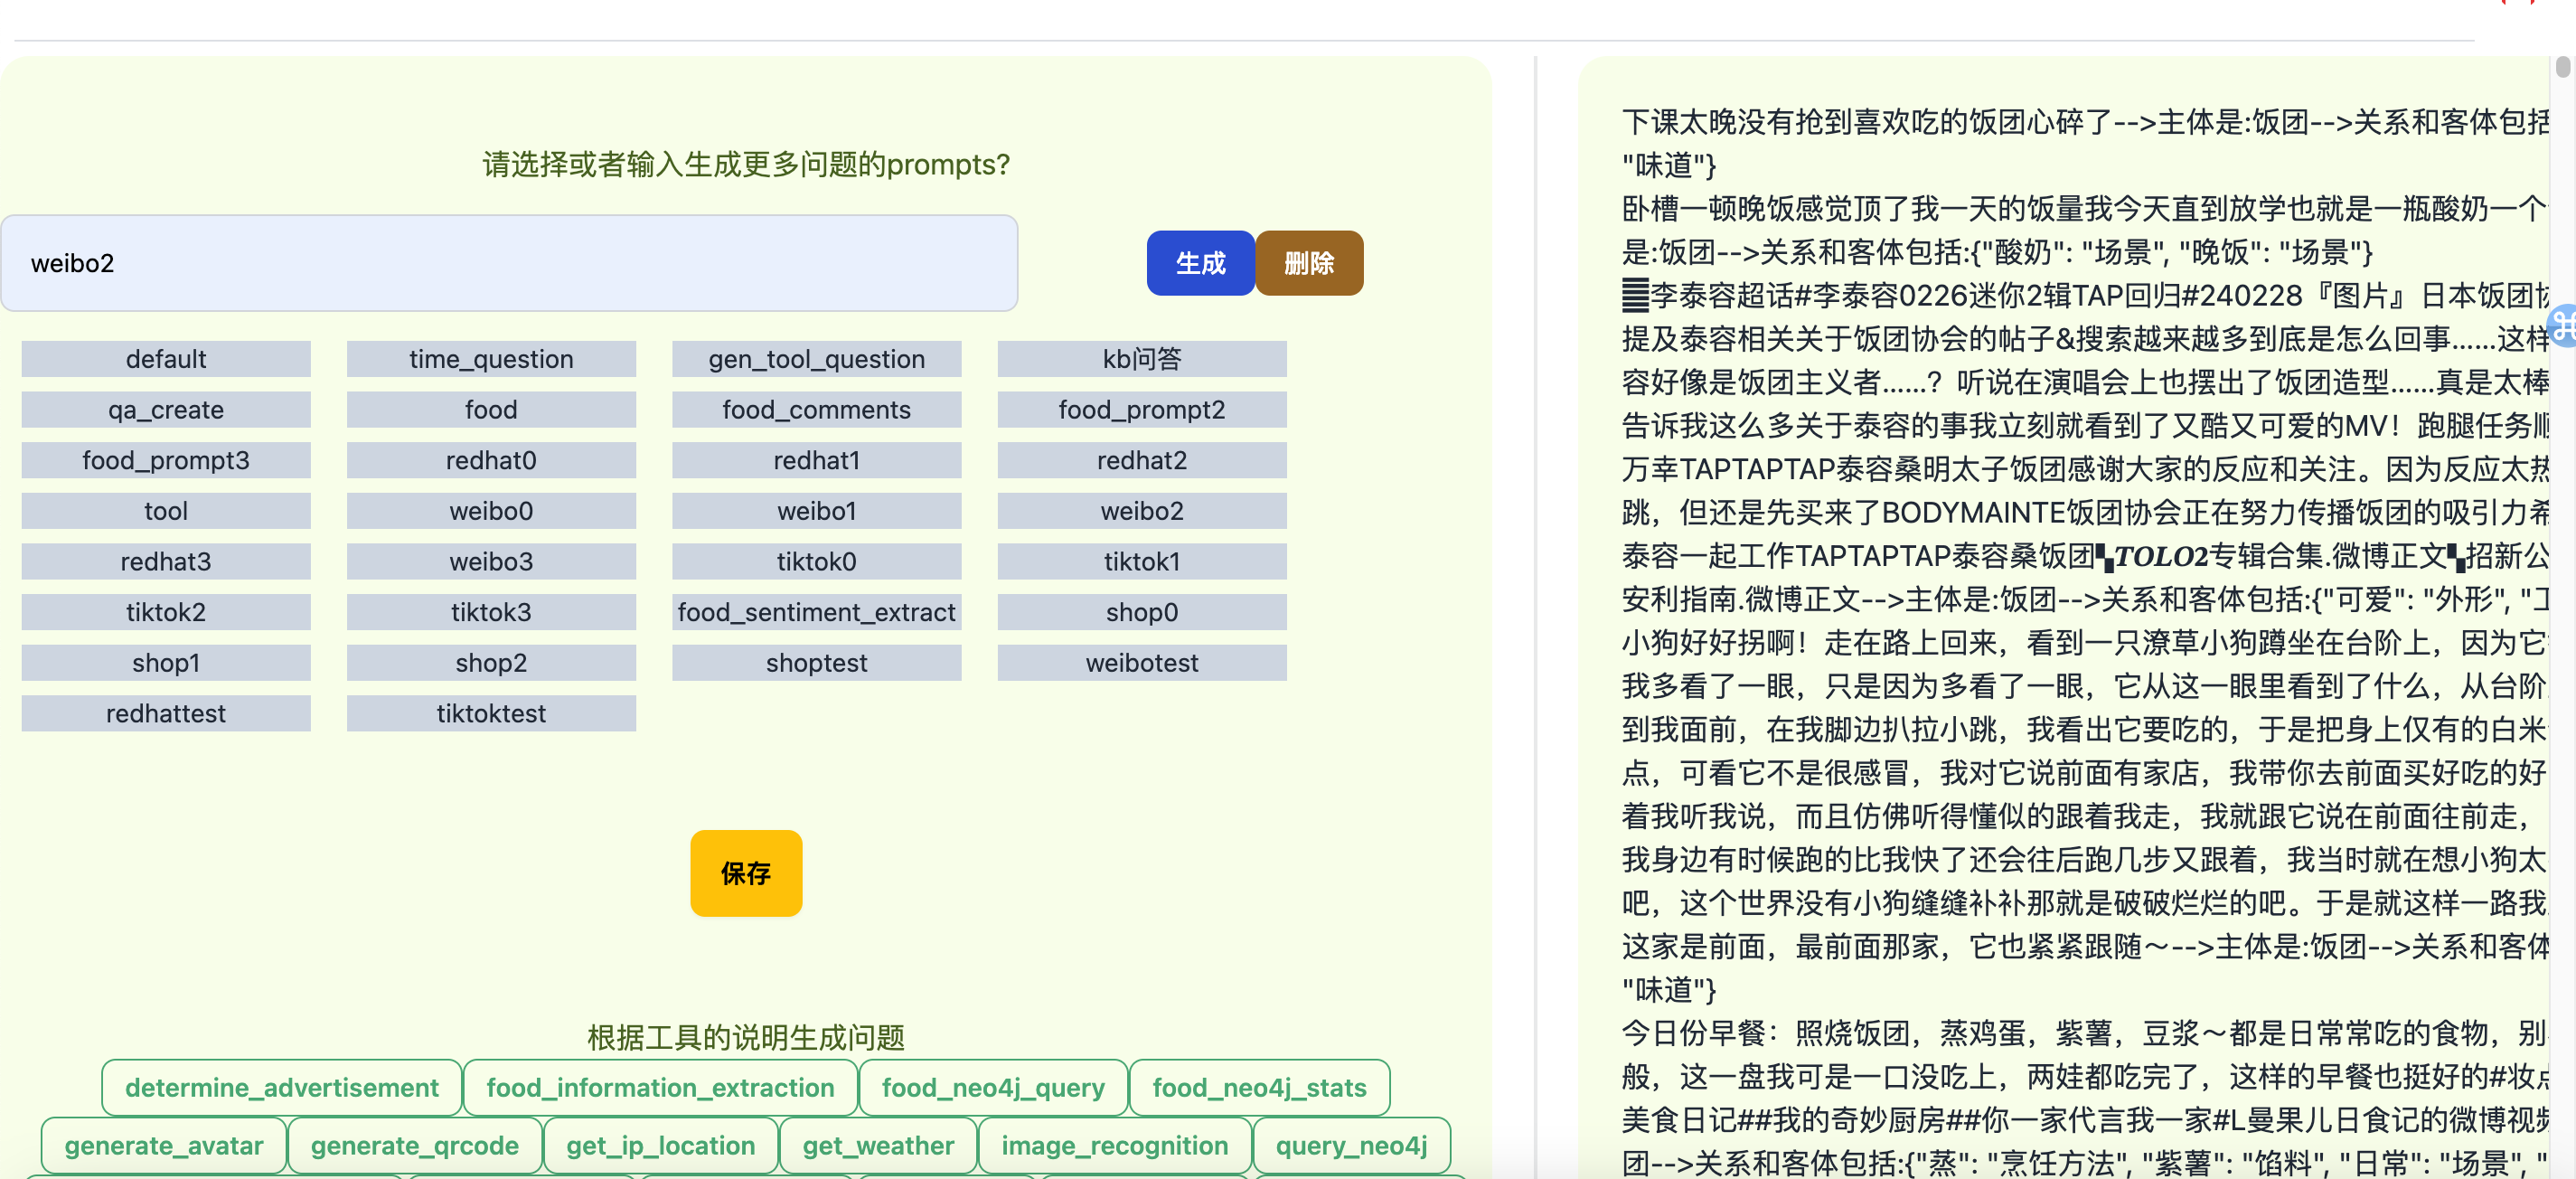 请选择或者输入生成更多问题的prompts?
weibo2
生成 删除
default time_question gen_tool_question kb问答
qa_create food food_comments food_prompt2
food_prompt3 redhat0 redhat1 redhat2
tool weibo0 weibo1 weibo2
redhat3 weibo3 tiktok0 tiktok1
tiktok2 tiktok3 food_sentiment_extract shop0
shop1 shop2 shoptest weibotest
redhattest tiktoktest
保存
根据工具的说明生成问题
determine_advertisement food_information_extraction food_neo4j_query food_neo4j_stats
generate_avatar generate_qrcode get_ip_location get_weather image_recognition query_neo4j
下课太晚没有抢到喜欢吃的饭团心碎了-->主体是:饭团-->关系和客体包括
"味道"}
卧槽一顿晚饭感觉顶了我一天的饭量我今天直到放学也就是一瓶酸奶一个
是:饭团-->关系和客体包括:{"酸奶": "场景", "晚饭": "场景"}
李泰容超话#李泰容0226迷你2辑TAP回归#240228『图片』日本饭团协
提及泰容相关关于饭团协会的帖子&搜索越来越多到底是怎么回事……这样
容好像是饭团主义者……？听说在演唱会上也摆出了饭团造型……真是太棒
告诉我这么多关于泰容的事我立刻就看到了又酷又可爱的MV！跑腿任务顺
万幸TAPTAPTAP泰容桑明太子饭团感谢大家的反应和关注。因为反应太热
跳，但还是先买来了BODYMAINTE饭团协会正在努力传播饭团的吸引力希
泰容一起工作TAPTAPTAP泰容桑饭团▚𝑻𝑶𝑳𝑶𝟐专辑合集.微博正文▚招新公
安利指南.微博正文-->主体是:饭团-->关系和客体包括:{"可爱": "外形", "工
小狗好好拐啊！走在路上回来，看到一只潦草小狗蹲坐在台阶上，因为它
我多看了一眼，只是因为多看了一眼，它从这一眼里看到了什么，从台阶
到我面前，在我脚边扒拉小跳，我看出它要吃的，于是把身上仅有的白米
点，可看它不是很感冒，我对它说前面有家店，我带你去前面买好吃的好
着我听我说，而且仿佛听得懂似的跟着我走，我就跟它说在前面往前走，
我身边有时候跑的比我快了还会往后跑几步又跟着，我当时就在想小狗太
吧，这个世界没有小狗缝缝补补那就是破破烂烂的吧。于是就这样一路我
这家是前面，最前面那家，它也紧紧跟随～-->主体是:饭团-->关系和客体
"味道"}
今日份早餐：照烧饭团，蒸鸡蛋，紫薯，豆浆～都是日常常吃的食物，别
般，这一盘我可是一口没吃上，两娃都吃完了，这样的早餐也挺好的#妆点
美食日记##我的奇妙厨房##你一家代言我一家#L曼果儿日食记的微博视频
团-->关系和客体包括:{"蒸": "烹饪方法", "紫薯": "馅料", "日常": "场景", "